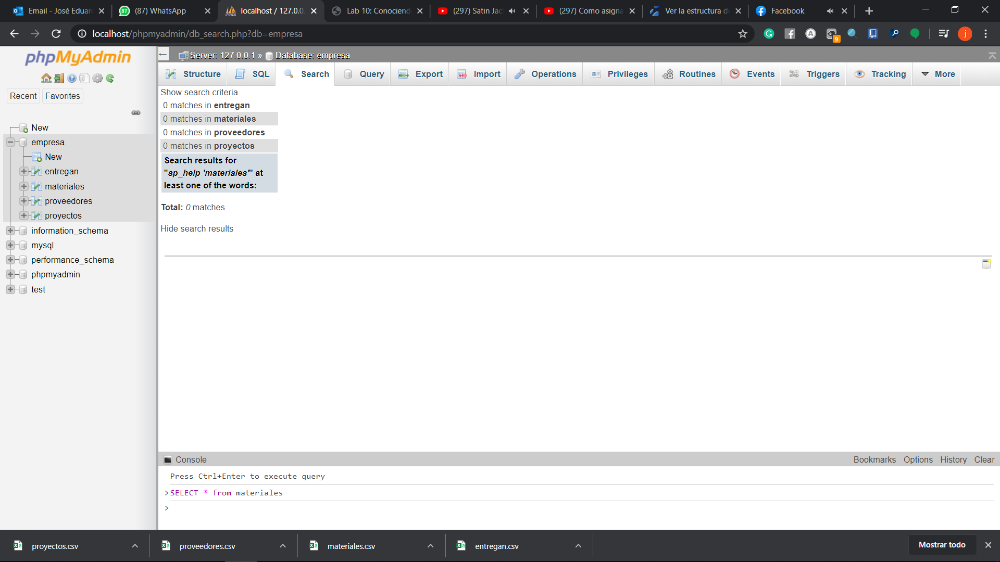 Email - José Eduar
(87) WhatsApp
localhost / 127.0.0.
Lab 10: Conociend
(297) Satin Jac
(297) Como asigna
Ver la estructura d
Facebook
localhost/phpmyadmin/db_search.php?db=empresa
9
j
phpMyAdmin
Recent
Favorites
New
empresa
New
entregan
materiales
proveedores
proyectos
information_schema
mysql
performance_schema
phpmyadmin
test
Server: 127.0.0.1 » Database: empresa
Structure
SQL
Search
Query
Export
Import
Operations
Privileges
Routines
Events
Triggers
Tracking
More
Show search criteria
0 matches in entregan
0 matches in materiales
0 matches in proveedores
0 matches in proyectos
Search results for
"sp_help 'materiales'" at
least one of the words:
Total: 0 matches
Hide search results
Console
Bookmarks
Options
History
Clear
Press Ctrl+Enter to execute query
>SELECT * from materiales
>
proyectos.csv
proveedores.csv
materiales.csv
entregan.csv
Mostrar todo